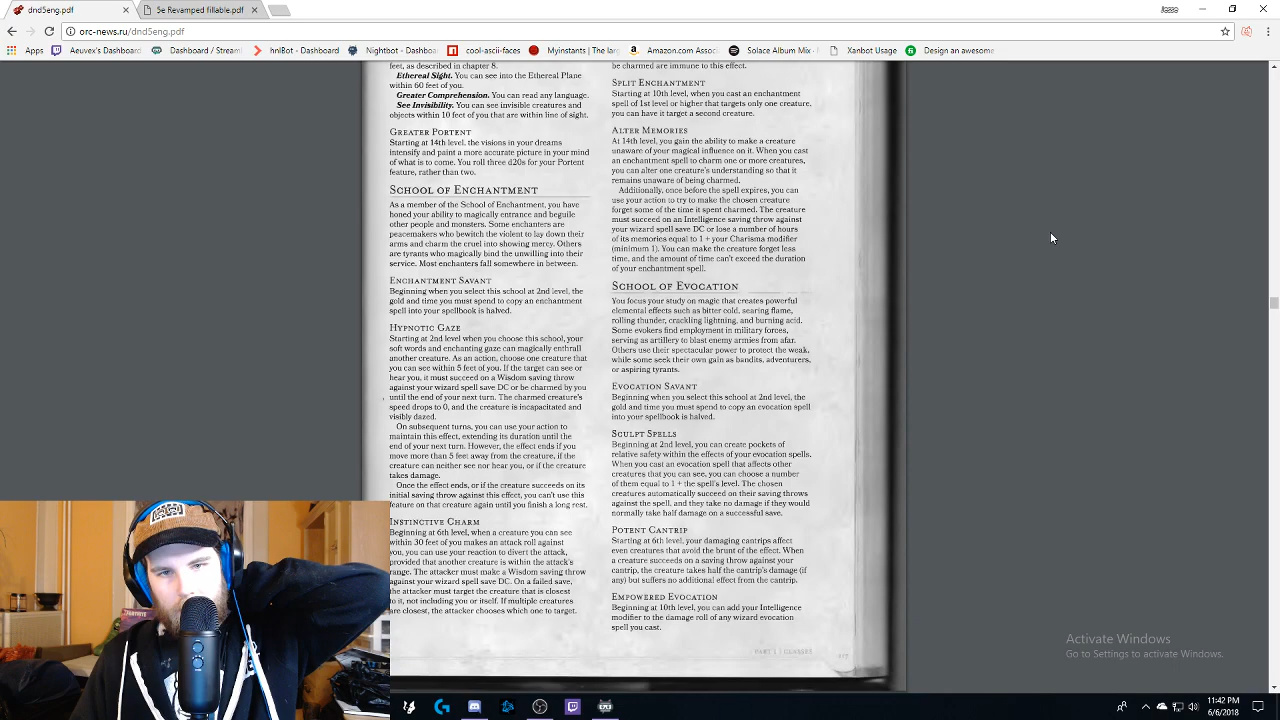 dnd5eng.pdf
5e Revamped fillable.pdf
orc-news.ru/dnd5eng.pdf
Apps
Aeuvex's Dashboard
Dashboard / Stream
hniBot - Dashboard
Nightbot - Dashboard
cool-ascii-faces
Myinstants | The larg
Amazon.com Associ
Solace Album Mix -
Xanbot Usage
Design an awesome
feet, as described in chapter 8.
Ethereal Sight. You can see into the Ethereal Plane
within 60 feet of you.
Greater Comprehension. You can read any language.
See Invisibility. You can see invisible creatures and
objects within 10 feet of you that are within line of sight.
Greater Portent
Starting at 14th level, the visions in your dreams
intensify and paint a more accurate picture in your mind
of what is to come. You roll three d20s for your Portent
feature, rather than two.
School of Enchantment
As a member of the School of Enchantment, you have
honed your ability to magically entrance and beguile
other people and monsters. Some enchanters are
peacemakers who bewitch the violent to lay down their
arms and charm the cruel into showing mercy. Others
are tyrants who magically bind the unwilling into their
service. Most enchanters fall somewhere in between.
Enchantment Savant
Beginning when you select this school at 2nd level, the
gold and time you must spend to copy an enchantment
spell into your spellbook is halved.
Hypnotic Gaze
Starting at 2nd level when you choose this school, your
soft words and enchanting gaze can magically enthrall
another creature. As an action, choose one creature that
you can see within 5 feet of you. If the target can see or
hear you, it must succeed on a Wisdom saving throw
against your wizard spell save DC or be charmed by you
until the end of your next turn. The charmed creature's
speed drops to 0, and the creature is incapacitated and
visibly dazed.
On subsequent turns, you can use your action to
maintain this effect, extending its duration until the
end of your next turn. However, the effect ends if you
move more than 5 feet away from the creature, if the
creature can neither see nor hear you, or if the creature
takes damage.
Once the effect ends, or if the creature succeeds on its
initial saving throw against this effect, you can't use this
feature on that creature again until you finish a long rest.
Instinctive Charm
Beginning at 6th level, when a creature you can see
within 30 feet of you makes an attack roll against
you, you can use your reaction to divert the attack,
provided that another creature is within the attack's
range. The attacker must make a Wisdom saving throw
against your wizard spell save DC. On a failed save,
the attacker must target the creature that is closest
to it, not including you or itself. If multiple creatures
are closest, the attacker chooses which one to target.
be charmed are immune to this effect.
Split Enchantment
Starting at 10th level, when you cast an enchantment
spell of 1st level or higher that targets only one creature,
you can have it target a second creature.
Alter Memories
At 14th level, you gain the ability to make a creature
unaware of your magical influence on it. When you cast
an enchantment spell to charm one or more creatures,
you can alter one creature's understanding so that it
remains unaware of being charmed.
Additionally, once before the spell expires, you can
use your action to try to make the chosen creature
forget some of the time it spent charmed. The creature
must succeed on an Intelligence saving throw against
your wizard spell save DC or lose a number of hours
of its memories equal to 1 + your Charisma modifier
(minimum 1). You can make the creature forget less
time, and the amount of time can't exceed the duration
of your enchantment spell.
School of Evocation
You focus your study on magic that creates powerful
elemental effects such as bitter cold, searing flame,
rolling thunder, crackling lightning, and burning acid.
Some evokers find employment in military forces,
serving as artillery to blast enemy armies from afar.
Others use their spectacular power to protect the weak,
while some seek their own gain as bandits, adventurers,
or aspiring tyrants.
Evocation Savant
Beginning when you select this school at 2nd level, the
gold and time you must spend to copy an evocation spell
into your spellbook is halved.
Sculpt Spells
Beginning at 2nd level, you can create pockets of
relative safety within the effects of your evocation spells.
When you cast an evocation spell that affects other
creatures that you can see, you can choose a number
of them equal to 1 + the spell's level. The chosen
creatures automatically succeed on their saving throws
against the spell, and they take no damage if they would
normally take half damage on a successful save.
Potent Cantrip
Starting at 6th level, your damaging cantrips affect
even creatures that avoid the brunt of the effect. When
a creature succeeds on a saving throw against your
cantrip, the creature takes half the cantrip's damage (if
any) but suffers no additional effect from the cantrip.
Empowered Evocation
Beginning at 10th level, you can add your Intelligence
modifier to the damage roll of any wizard evocation
spell you cast.
PART 1 | CLASSES
117
Activate Windows
Go to Settings to activate Windows.
11:42 PM
6/6/2018